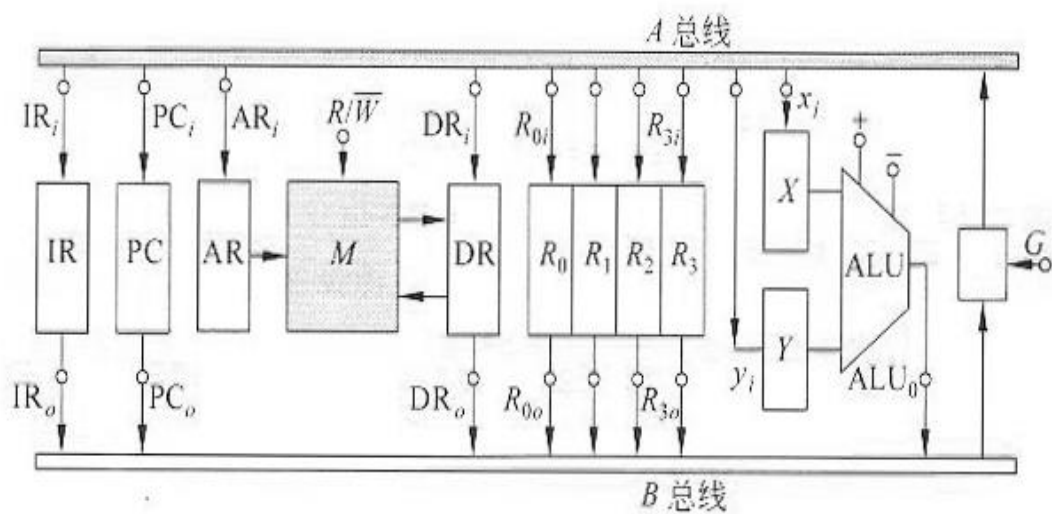 A 总线
IRᵢ
PCᵢ
ARᵢ
R/W̅
DRᵢ
R₀ᵢ
R₃ᵢ
xᵢ
+
−
IR
PC
AR
M
DR
R₀
R₁
R₂
R₃
X
Y
ALU
G
yᵢ
ALU₀
IRₒ
PCₒ
DRₒ
R₀ₒ
R₃ₒ
B 总线